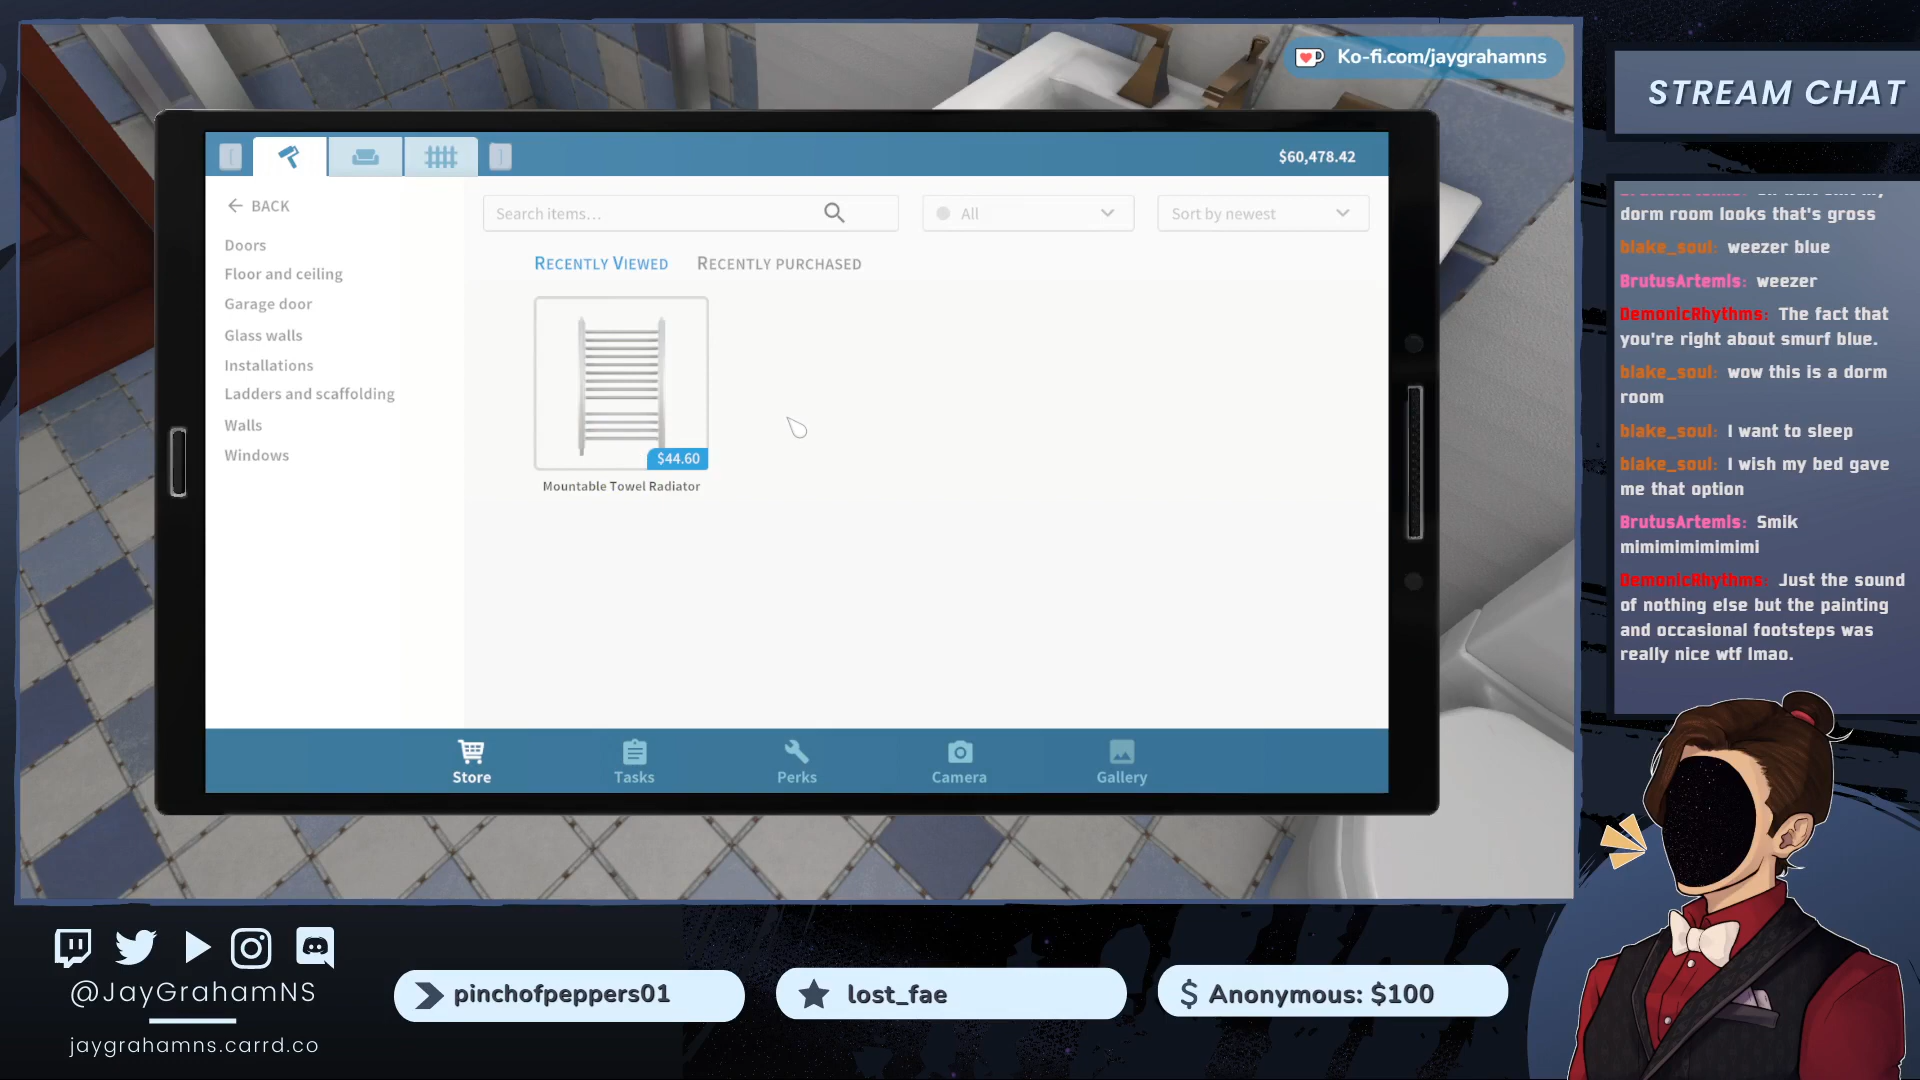 Ko-fi.com/jaygrahamns
STREAM CHAT
$60,478.42
BACK
Search items...
All
Sort by newest
Doors
Floor and ceiling
Garage door
Glass walls
Installations
Ladders and scaffolding
Walls
Windows
RECENTLY VIEWED
RECENTLY PURCHASED
$44.60
Mountable Towel Radiator
Store
Tasks
Perks
Camera
Gallery
dorm room looks that's gross
blake_soul: weezer blue
BrutusArtemis: weezer
DemonicRhythms: The fact that
you're right about smurf blue.
blake_soul: wow this is a dorm
room
blake_soul: I want to sleep
blake_soul: I wish my bed gave
me that option
BrutusArtemis: Smik
mimimimimimimi
DemonicRhythms: Just the sound
of nothing else but the painting
and occasional footsteps was
really nice wtf lmao.
@JayGrahamNS
jaygrahamns.carrd.co
pinchofpeppers01
lost_fae
$ Anonymous: $100